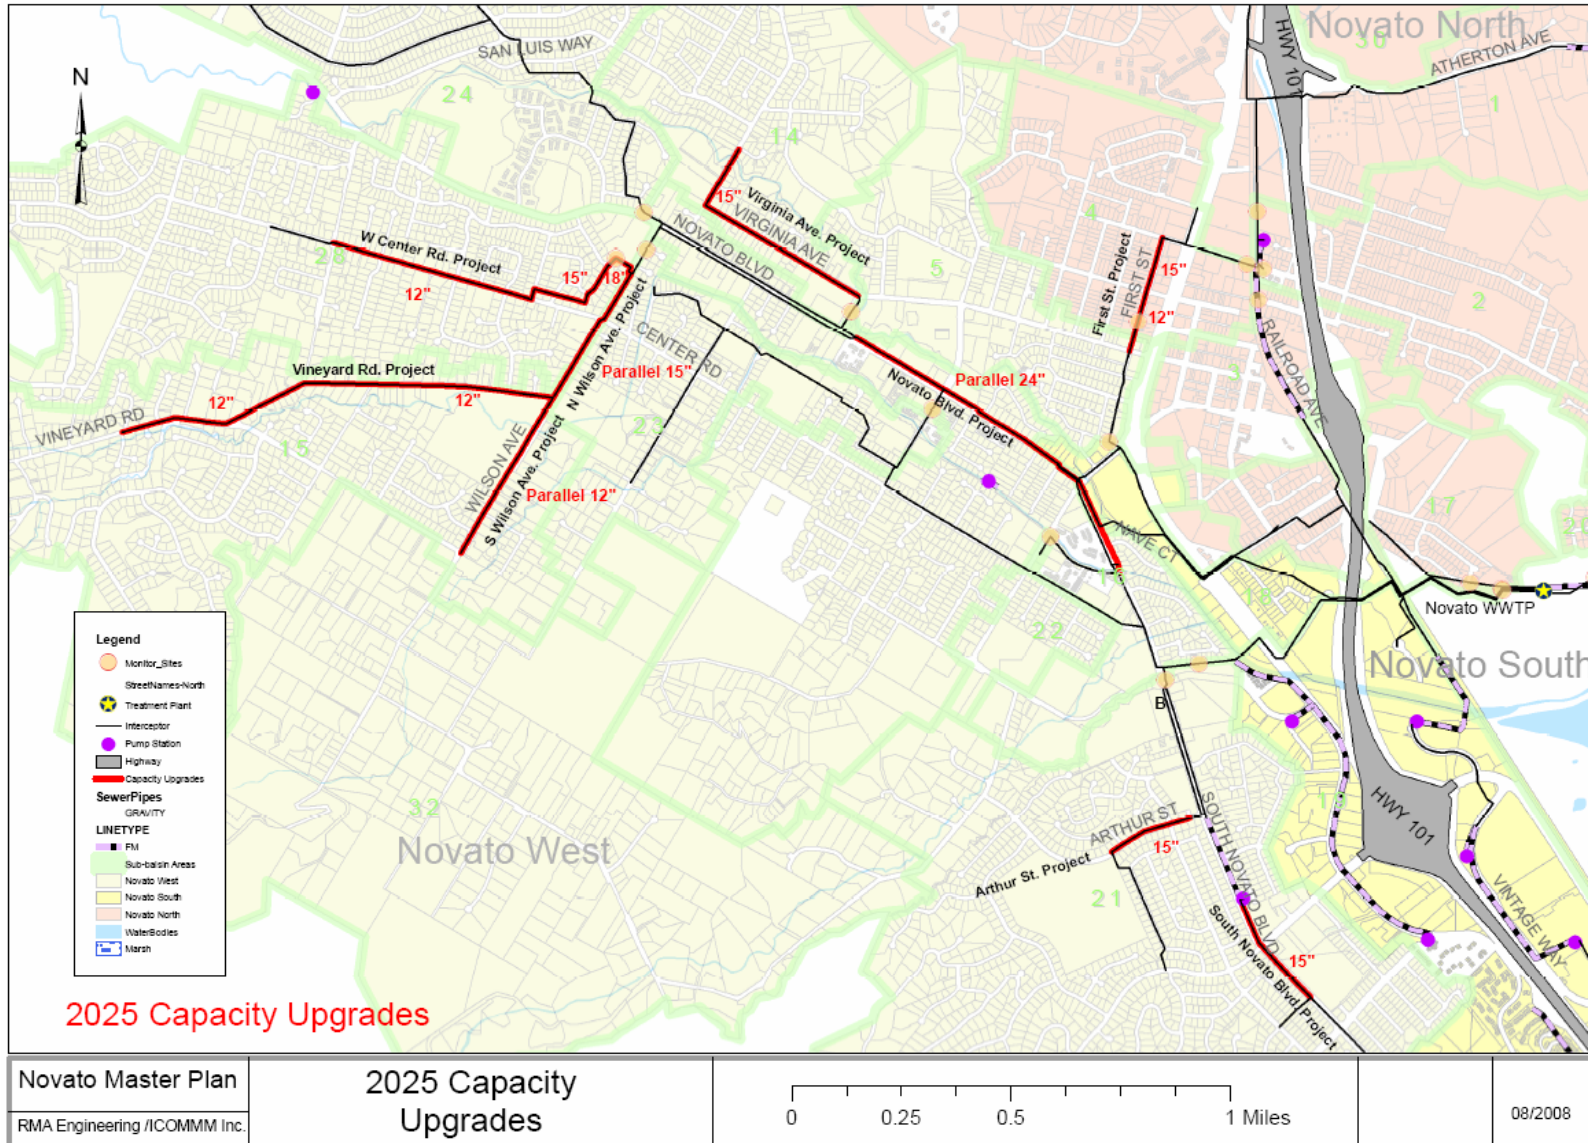 Novato North
30
HWY 101
ATHERTON AVE
SAN LUIS WAY
N
24
14
1
15"
Virginia Ave. Project
VIRGINIA AVE
NOVATO BLVD
4
5
First St. Project
FIRST ST
15"
12"
2
W Center Rd. Project
28
12"
15"
18"
N Wilson Ave. Project
CENTER RD
Parallel 15"
RAILROAD AVE
3
Vineyard Rd. Project
12"
12"
VINEYARD RD
15
Parallel 24"
Novato Blvd. Project
23
WILSON AVE
S Wilson Ave. Project
Parallel 12"
17
NAVE CT
18
Novato WWTP
22
Novato South
B
Legend
Monitor_Sites
StreetNames-North
Treatment Plant
Interceptor
Pump Station
Highway
Capacity Upgrades
SewerPipes
GRAVITY
LINETYPE
FM
Sub-baisin Areas
Novato West
Novato South
Novato North
WaterBodies
Marsh
32
Novato West
HWY 101
ARTHUR ST
15"
Arthur St. Project
SOUTH NOVATO BLVD
21
South Novato Blvd. Project
15"
VINTAGE WAY
2025 Capacity Upgrades
Novato Master Plan
RMA Engineering /ICOMMM Inc.
2025 Capacity
Upgrades
0 0.25 0.5 1 Miles
08/2008